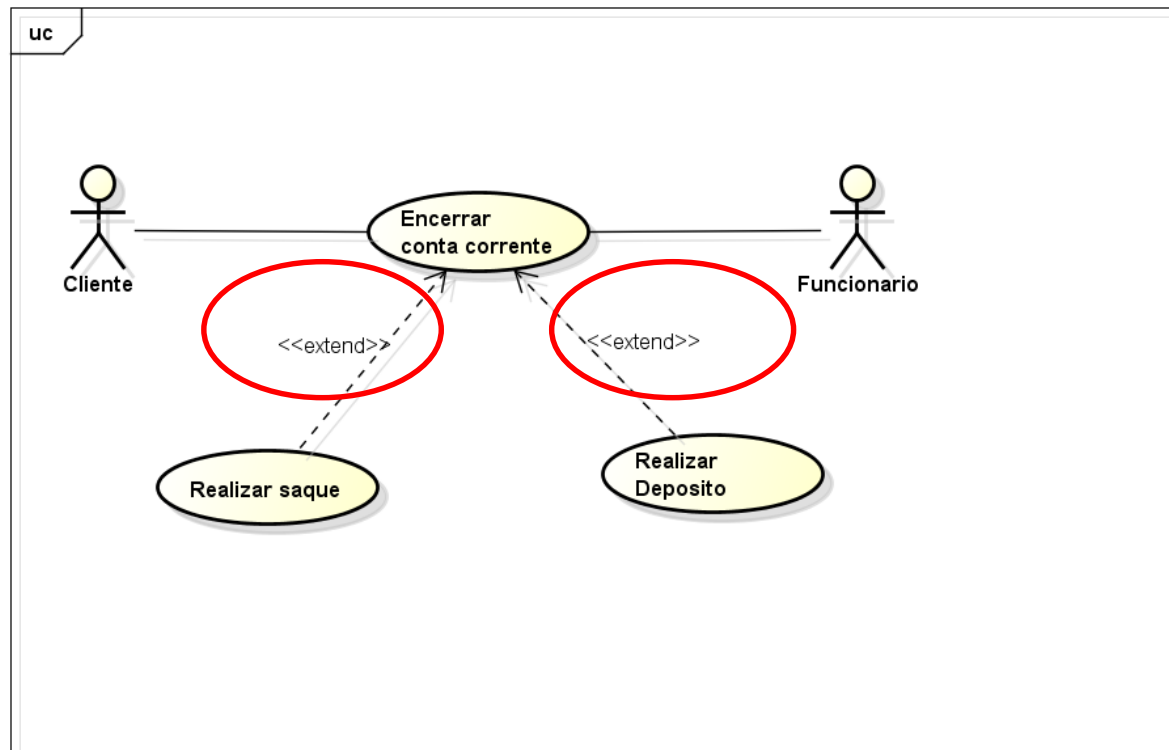 uc
Encerrar
conta corrente
Cliente
Funcionario
<<extend>>
<<extend>>
Realizar saque
Realizar
Deposito